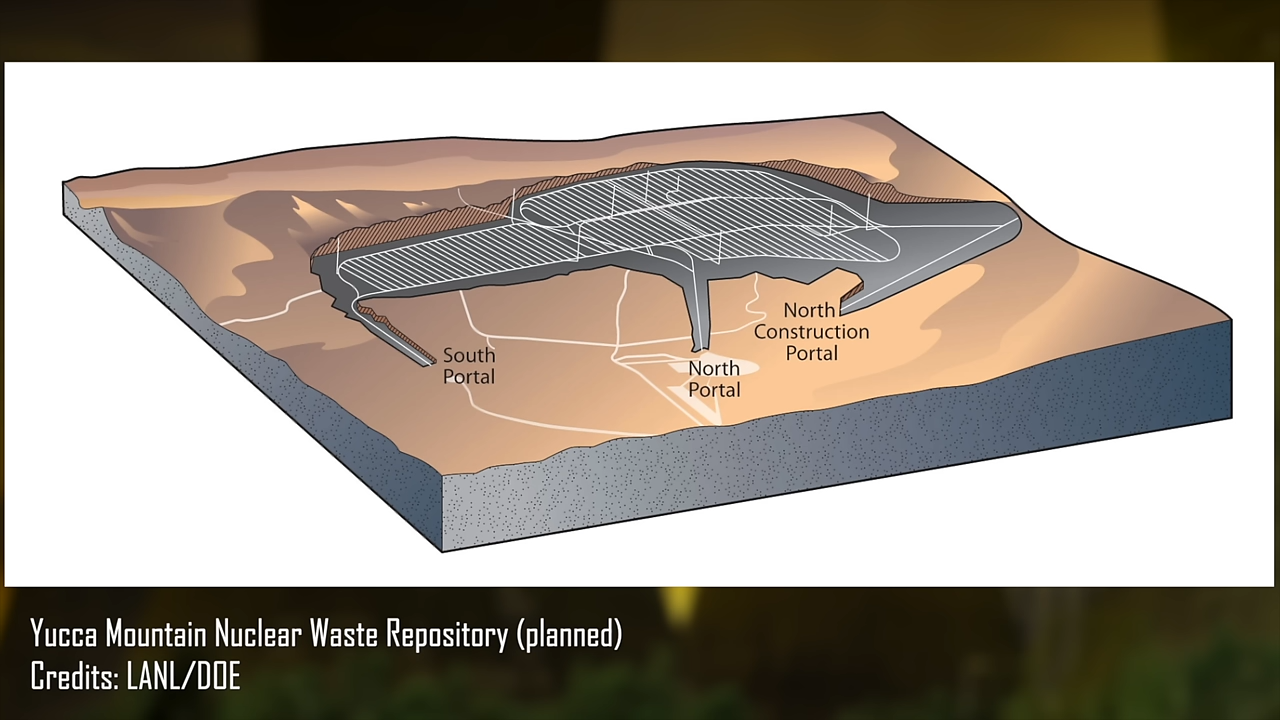 North
Construction
Portal
South
Portal
North
Portal
Yucca Mountain Nuclear Waste Repository (planned)
Credits: LANL/DOE